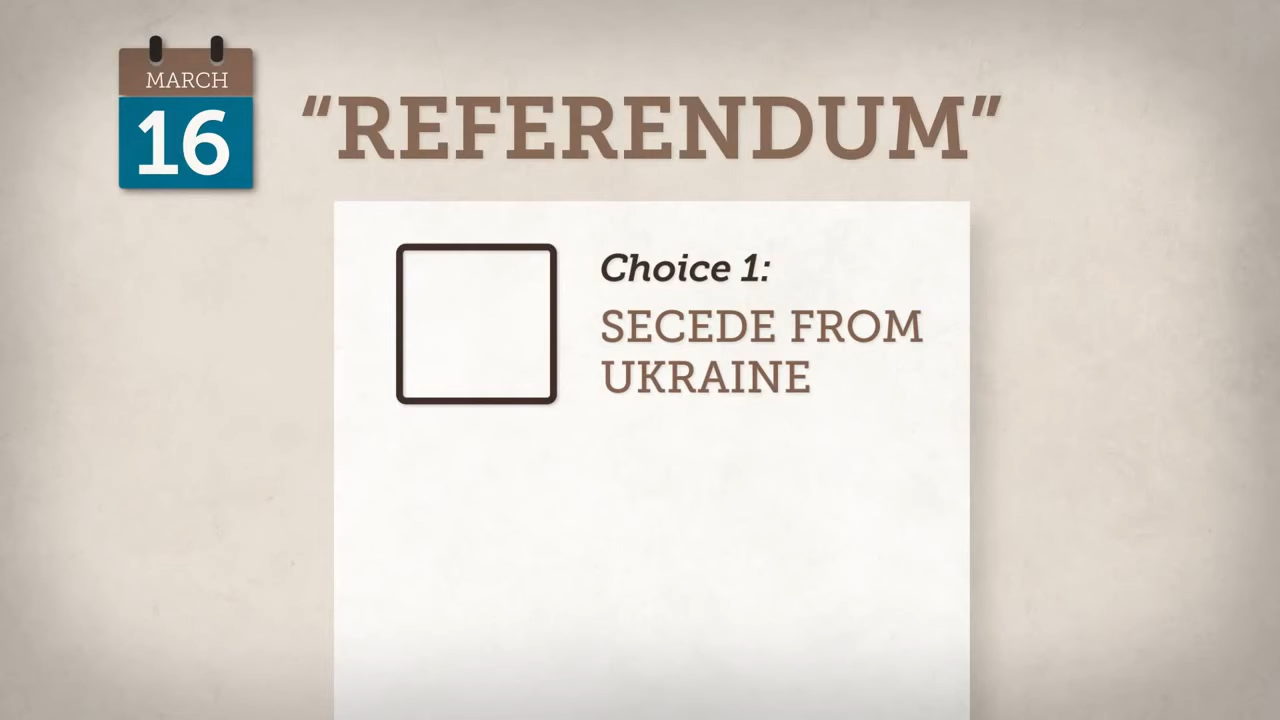 MARCH
16
"REFERENDUM"
Choice 1:
SECEDE FROM
UKRAINE